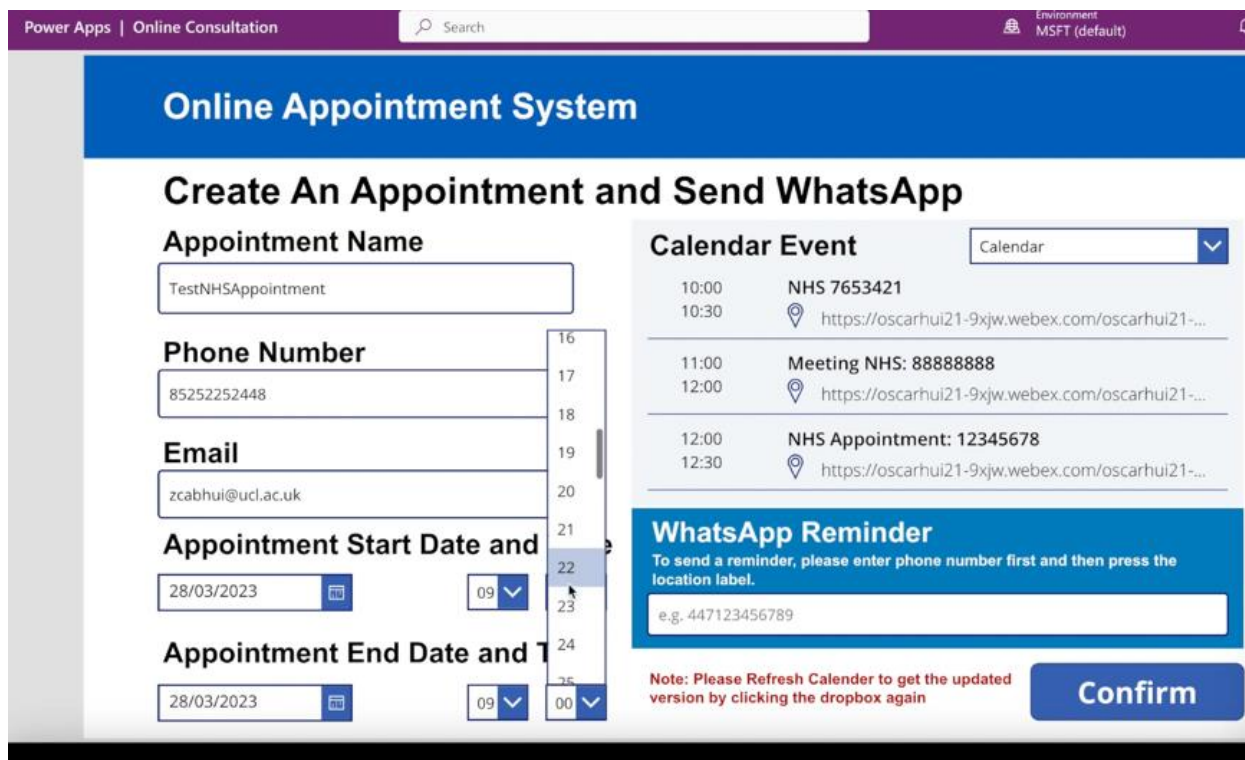 Power Apps | Online Consultation
Search
Environment
MSFT (default)
Online Appointment System
Create An Appointment and Send WhatsApp
Appointment Name
TestNHSAppointment
Phone Number
85252252448
Email
zcabhui@ucl.ac.uk
Appointment Start Date and
28/03/2023
09
Appointment End Date and T
28/03/2023
09
00
16
17
18
19
20
21
22
23
24
25
Calendar Event
Calendar
10:00
10:30
NHS 7653421
https://oscarhui21-9xjw.webex.com/oscarhui21-...
11:00
12:00
Meeting NHS: 88888888
https://oscarhui21-9xjw.webex.com/oscarhui21-...
12:00
12:30
NHS Appointment: 12345678
https://oscarhui21-9xjw.webex.com/oscarhui21-...
WhatsApp Reminder
To send a reminder, please enter phone number first and then press the
location label.
e.g. 447123456789
Note: Please Refresh Calender to get the updated
version by clicking the dropbox again
Confirm